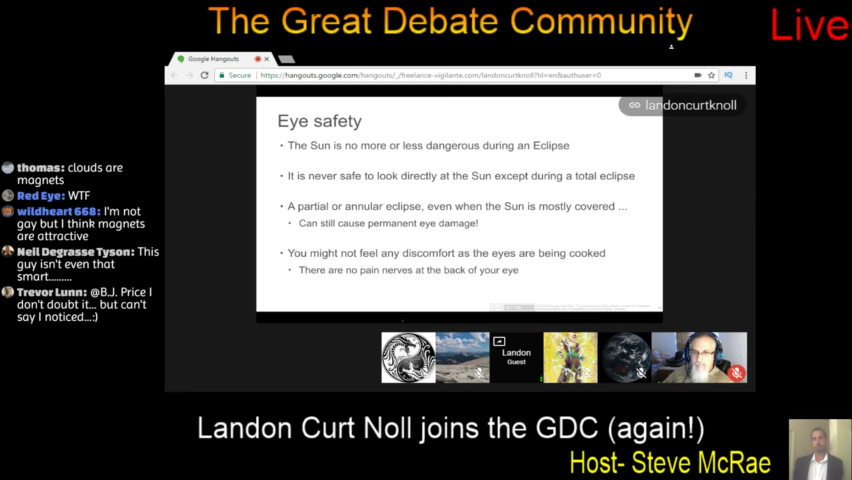 The Great Debate Community
Live
Google Hangouts
Secure
https://hangouts.google.com/hangouts/_/freelance-vigilante.com/landoncurtknoll?hl=en&authuser=0
landoncurtknoll
Eye safety
• The Sun is no more or less dangerous during an Eclipse
• It is never safe to look directly at the Sun except during a total eclipse
• A partial or annular eclipse, even when the Sun is mostly covered ...
• Can still cause permanent eye damage!
• You might not feel any discomfort as the eyes are being cooked
• There are no pain nerves at the back of your eye
thomas: clouds are
magnets
Red Eye: WTF
wildheart 668: I'm not
gay but I think magnets
are attractive
Neil Degrasse Tyson: This
guy isn't even that
smart.........
Trevor Lunn: @B.J. Price I
don't doubt it... but can't
say I noticed...:)
Landon
Guest
Landon Curt Noll joins the GDC (again!)
Host- Steve McRae